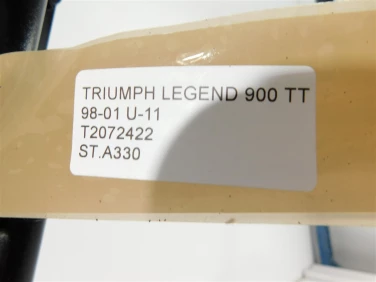 TRIUMPH LEGEND 900 TT
98-01 U-11
T2072422
ST.A330